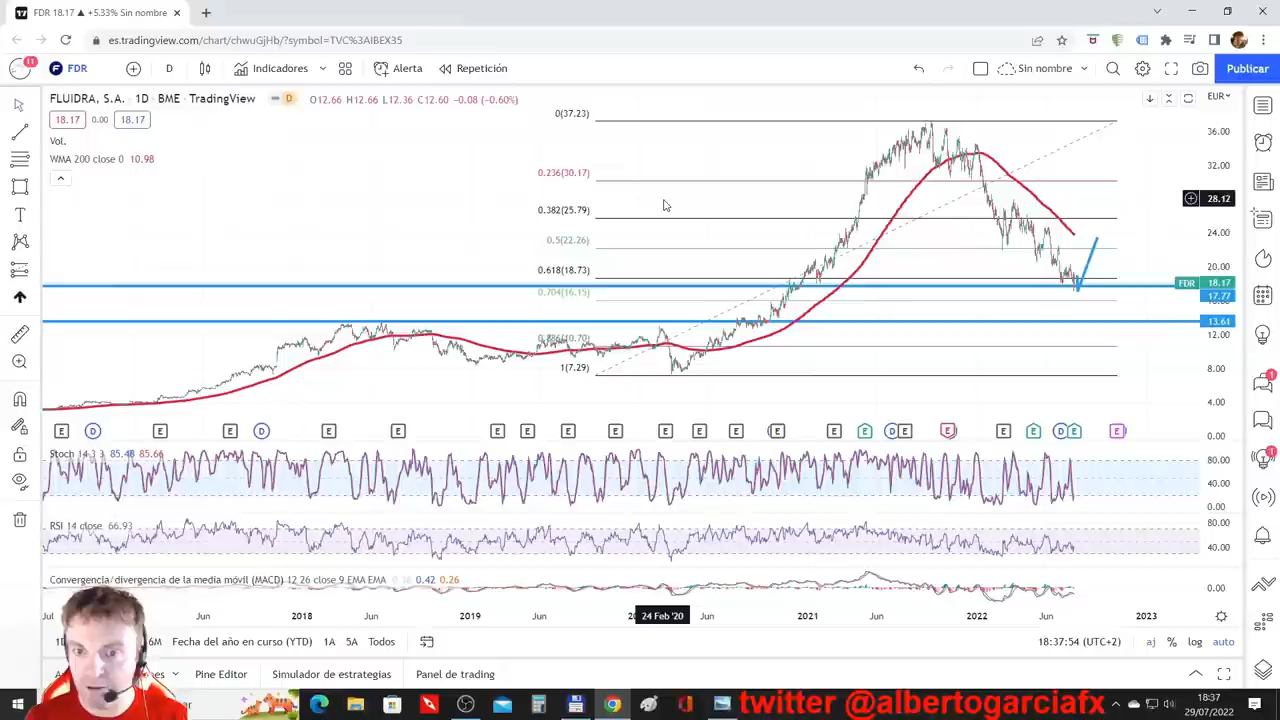 FDR 18.17 ▲ +5.33% Sin nombre
es.tradingview.com/chart/chwuGjHb/?symbol=TVC%3AIBEX35
11 FDR D Indicadores Alerta Repetición Sin nombre Publicar
FLUIDRA, S.A. · 1D · BME · TradingView D O12.66 H12.66 L12.36 C12.60 −0.08 (−0.60%) EUR
18.17 0.00 18.17
Vol.
WMA 200 close 0 10.98
0(37.23)
0.236(30.17)
0.382(25.79)
0.5(22.26)
0.618(18.73)
0.704(16.15)
1(7.29)
36.00
32.00
28.12
24.00
20.00
FDR 18.17
17.77
13.61
12.00
8.00
4.00
0.00
E D E E D E E E E E E E E E E E E E D E E E E E D E E
Stoch 14 3 3 85.48 85.66
80.00
40.00
0.00
RSI 14 close 66.93
80.00
40.00
Convergencia/divergencia de la media móvil (MACD) 12 26 close 9 EMA EMA 0.42 0.26
0.00
Jul Jun 2018 Jun 2019 Jun 24 Feb '20 Jun 2021 Jun 2022 Jun 2023
6M Fecha del año en curso (YTD) 1A 5A Todos 18:37:54 (UTC+2) aj % log auto
Pine Editor Simulador de estrategias Panel de trading
twitter @albertogarciafx
18:37
29/07/2022